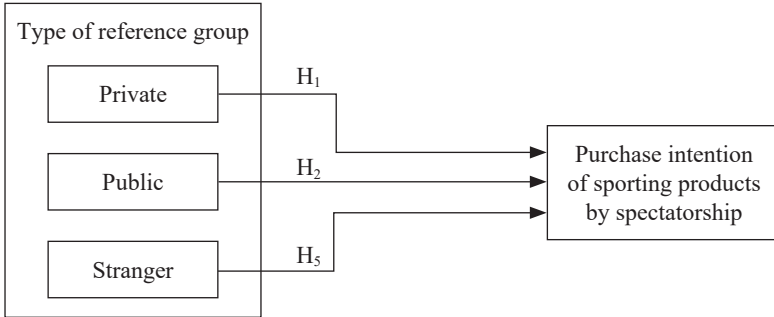 Type of reference group
Private
Public
Stranger
H₁
H₂
H₅
Purchase intention
of sporting products
by spectatorship